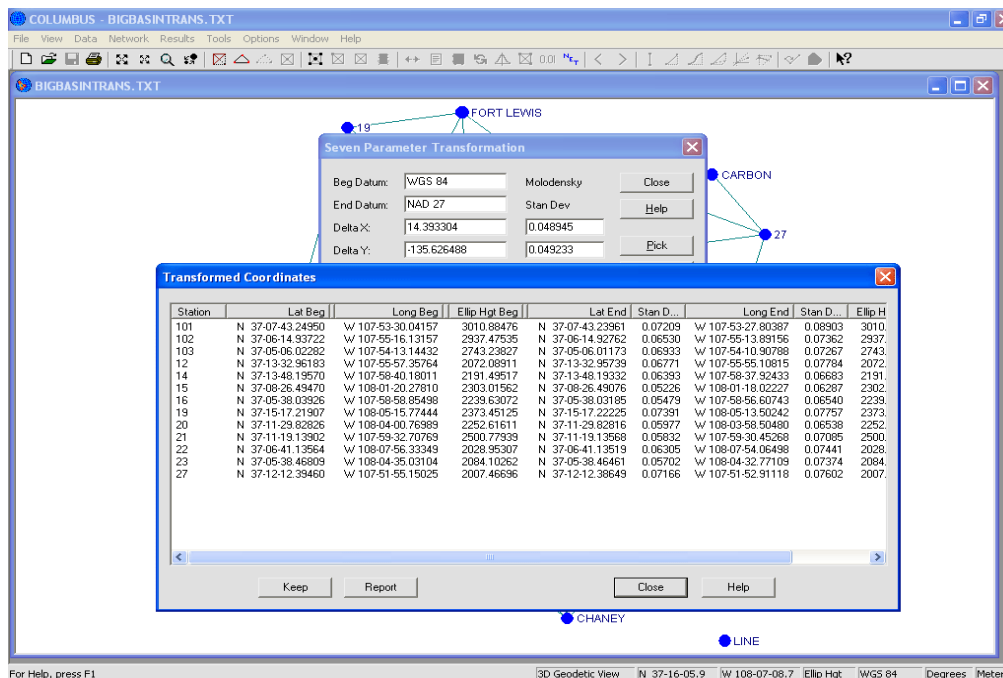 COLUMBUS - BIGBASINTRANS.TXT
File View Data Network Results Tools Options Window Help
0.01 N E T
BIGBASINTRANS.TXT
FORT LEWIS
19
Seven Parameter Transformation
CARBON
Beg Datum: WGS 84 Molodensky Close
End Datum: NAD 27 Stan Dev Help
Delta X: 14.393304 0.048945
27
Delta Y: -135.626488 0.049233 Pick
Transformed Coordinates
Station Lat Beg Long Beg Ellip Hgt Beg Lat End Stan D... Long End Stan D... Ellip H
101 N 37-07-43.24950 W 107-53-30.04157 3010.88476 N 37-07-43.23961 0.07209 W 107-53-27.80387 0.08903 3010.
102 N 37-06-14.93722 W 107-55-16.13157 2937.47535 N 37-06-14.92762 0.06530 W 107-55-13.89156 0.07362 2937.
103 N 37-05-06.02282 W 107-54-13.14432 2743.23827 N 37-05-06.01173 0.06933 W 107-54-10.90788 0.07267 2743.
12 N 37-13-32.96183 W 107-55-57.35764 2072.08911 N 37-13-32.95739 0.06771 W 107-55-55.10815 0.07784 2072.
14 N 37-13-48.19570 W 107-58-40.18011 2191.49517 N 37-13-48.19332 0.06393 W 107-58-37.92433 0.06683 2191.
15 N 37-08-26.49470 W 108-01-20.27810 2303.01562 N 37-08-26.49076 0.05226 W 108-01-18.02227 0.06287 2302.
16 N 37-05-38.03926 W 107-58-58.85498 2239.63072 N 37-05-38.03185 0.05479 W 107-58-56.60743 0.06540 2239.
19 N 37-15-17.21907 W 108-05-15.77444 2373.45125 N 37-15-17.22225 0.07391 W 108-05-13.50242 0.07757 2373.
20 N 37-11-29.82826 W 108-04-00.76989 2252.61611 N 37-11-29.82816 0.05977 W 108-03-58.50480 0.06538 2252.
21 N 37-11-19.13902 W 107-59-32.70769 2500.77939 N 37-11-19.13568 0.05832 W 107-59-30.45268 0.07085 2500.
22 N 37-06-41.13564 W 108-07-56.33349 2028.95307 N 37-06-41.13519 0.06305 W 108-07-54.06498 0.07441 2028.
23 N 37-05-38.46809 W 108-04-35.03104 2084.10262 N 37-05-38.46461 0.05702 W 108-04-32.77109 0.07374 2084.
27 N 37-12-12.39460 W 107-51-55.15025 2007.46696 N 37-12-12.38649 0.07166 W 107-51-52.91118 0.07602 2007.
Keep Report Close Help
CHANEY
LINE
For Help, press F1 3D Geodetic View N 37-16-05.9 W 108-07-08.7 Ellip Hgt WGS 84 Degrees Meter